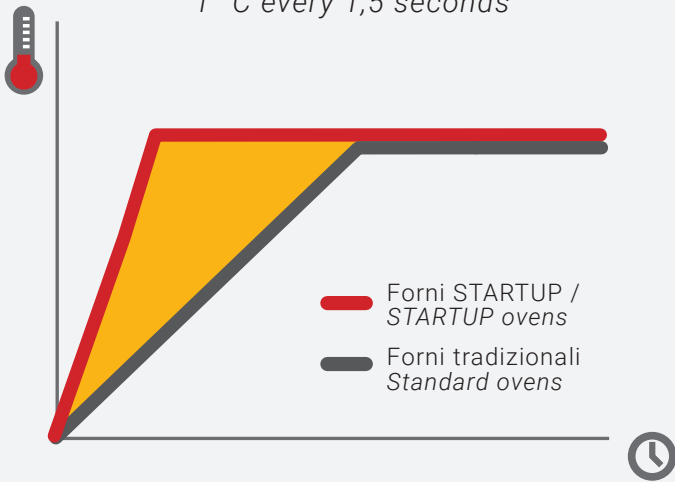 1° C every 1,5 seconds
Forni STARTUP /
STARTUP ovens
Forni tradizionali
Standard ovens